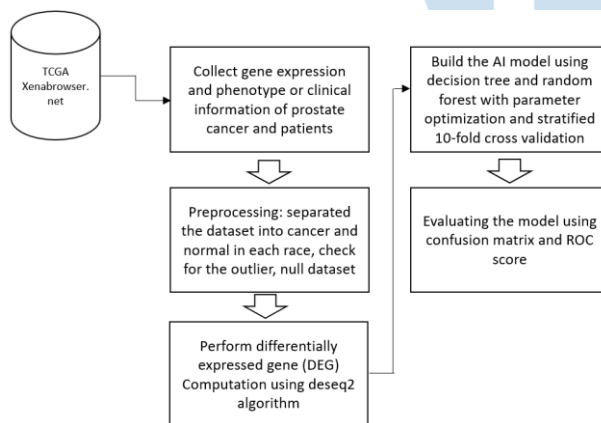 TCGA
Xenabrowser.
net
Collect gene expression
and phenotype or clinical
information of prostate
cancer and patients
Preprocessing: separated
the dataset into cancer and
normal in each race, check
for the outlier, null dataset
Perform differentially
expressed gene (DEG)
Computation using deseq2
algorithm
Build the AI model using
decision tree and random
forest with parameter
optimization and stratified
10-fold cross validation
Evaluating the model using
confusion matrix and ROC
score